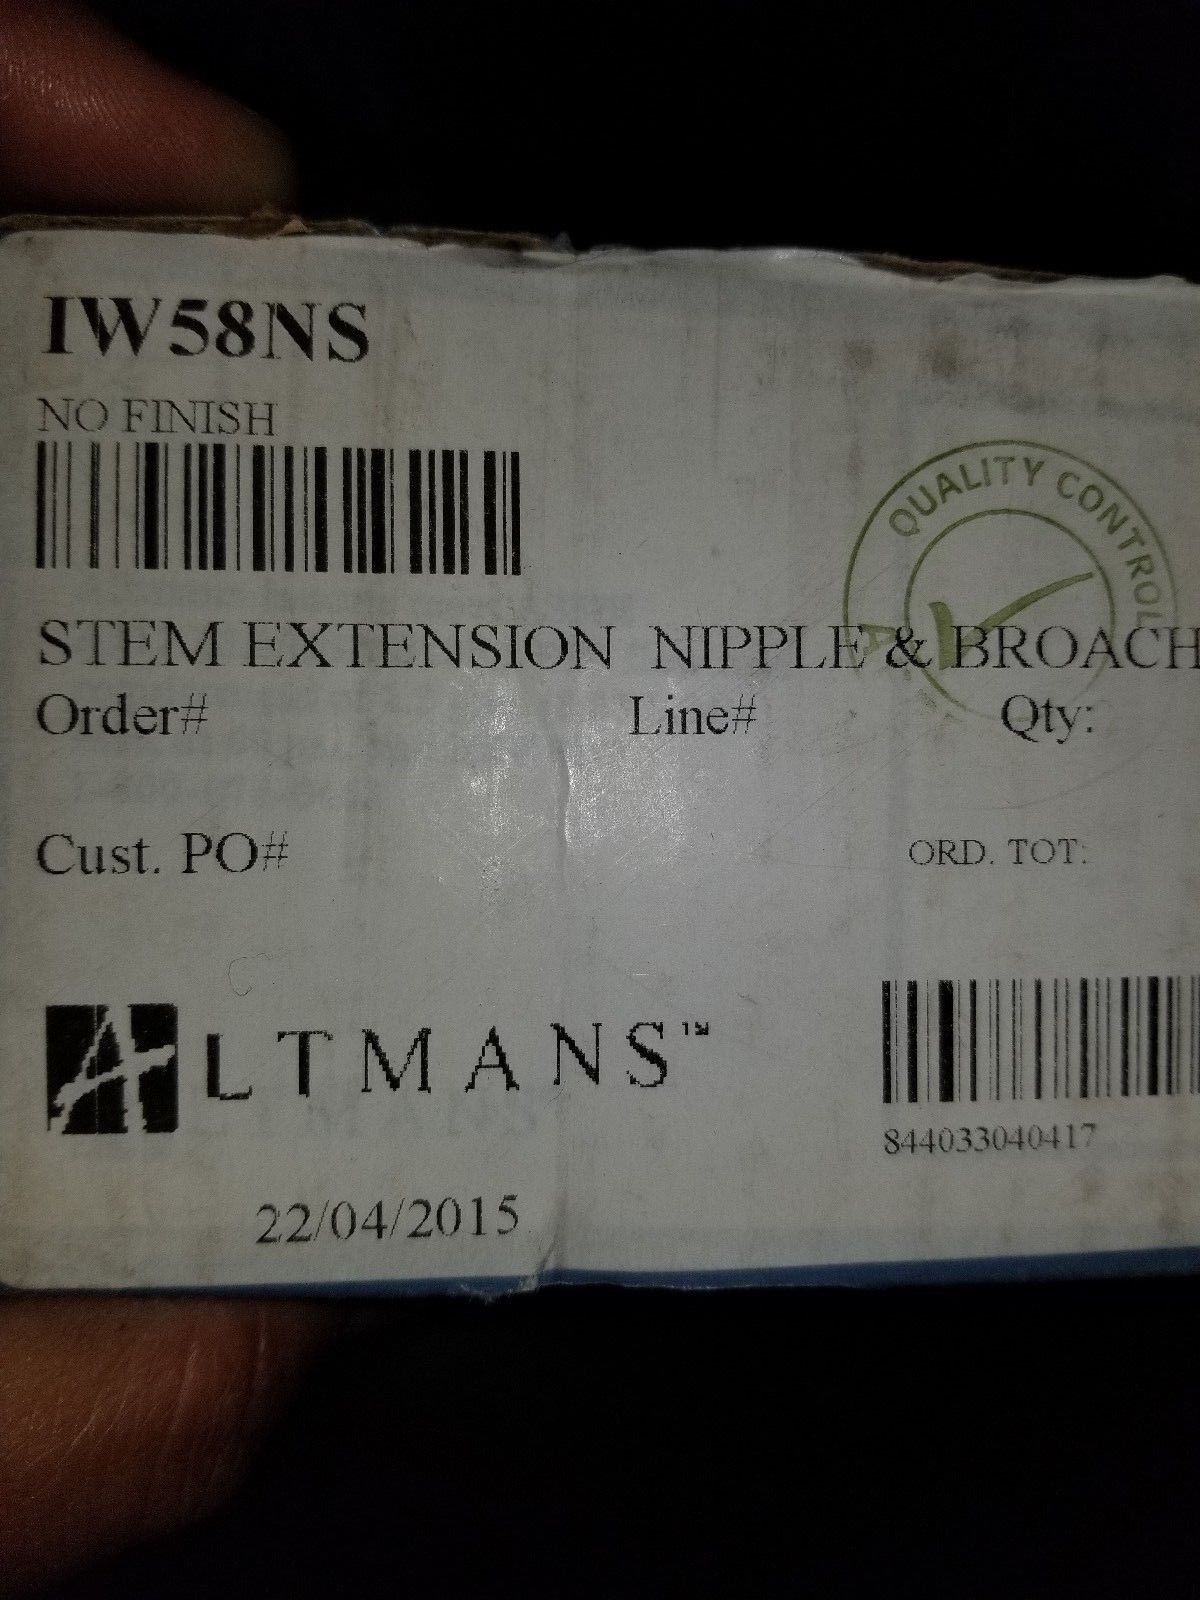 IW58NS
NO FINISH
QUALITY CONTROL
STEM EXTENSION NIPPLE & BROACH
Order# Line# Qty:
Cust. PO# ORD. TOT:
ALTMANS™
844033040417
22/04/2015